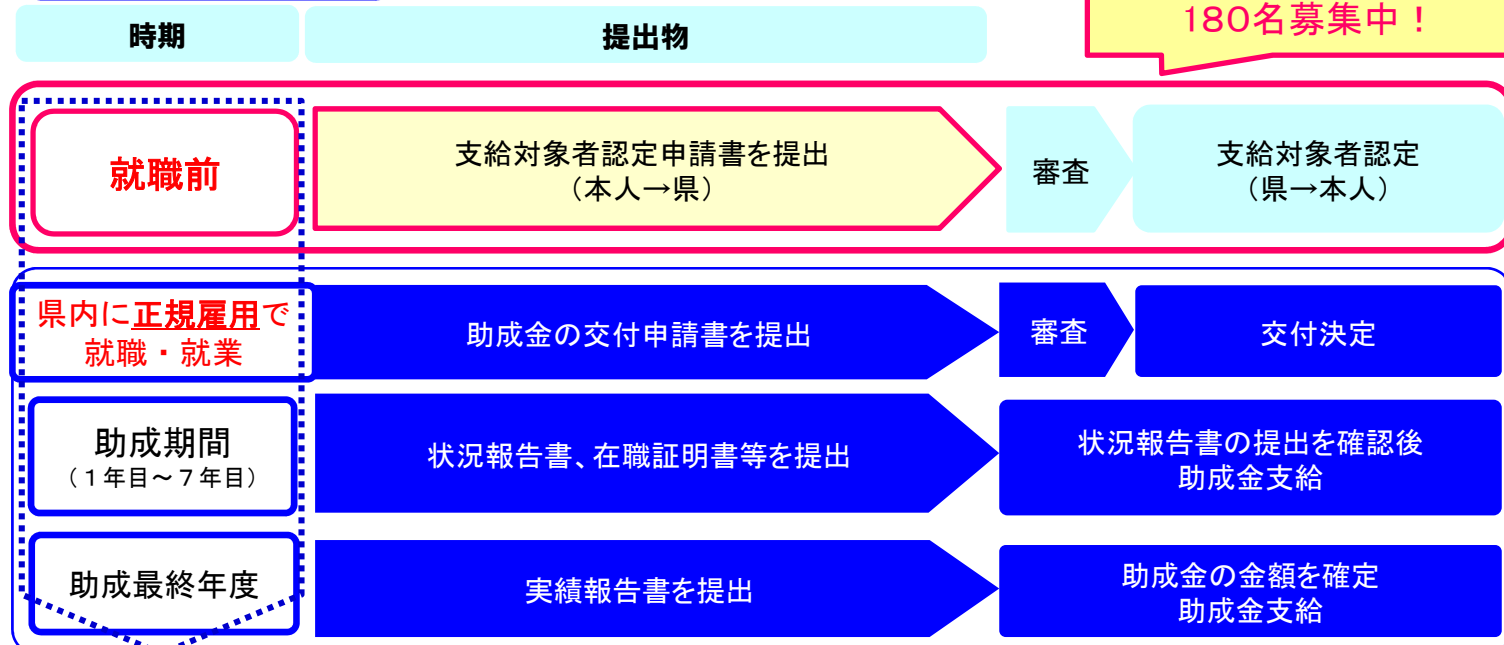 時期
提出物
180名募集中！
就職前
支給対象者認定申請書を提出
（本人→県）
審査
支給対象者認定
（県→本人）
県内に正規雇用で
就職・就業
助成金の交付申請書を提出
審査
交付決定
助成期間
（１年目～７年目）
状況報告書、在職証明書等を提出
状況報告書の提出を確認後
助成金支給
助成最終年度
実績報告書を提出
助成金の金額を確定
助成金支給